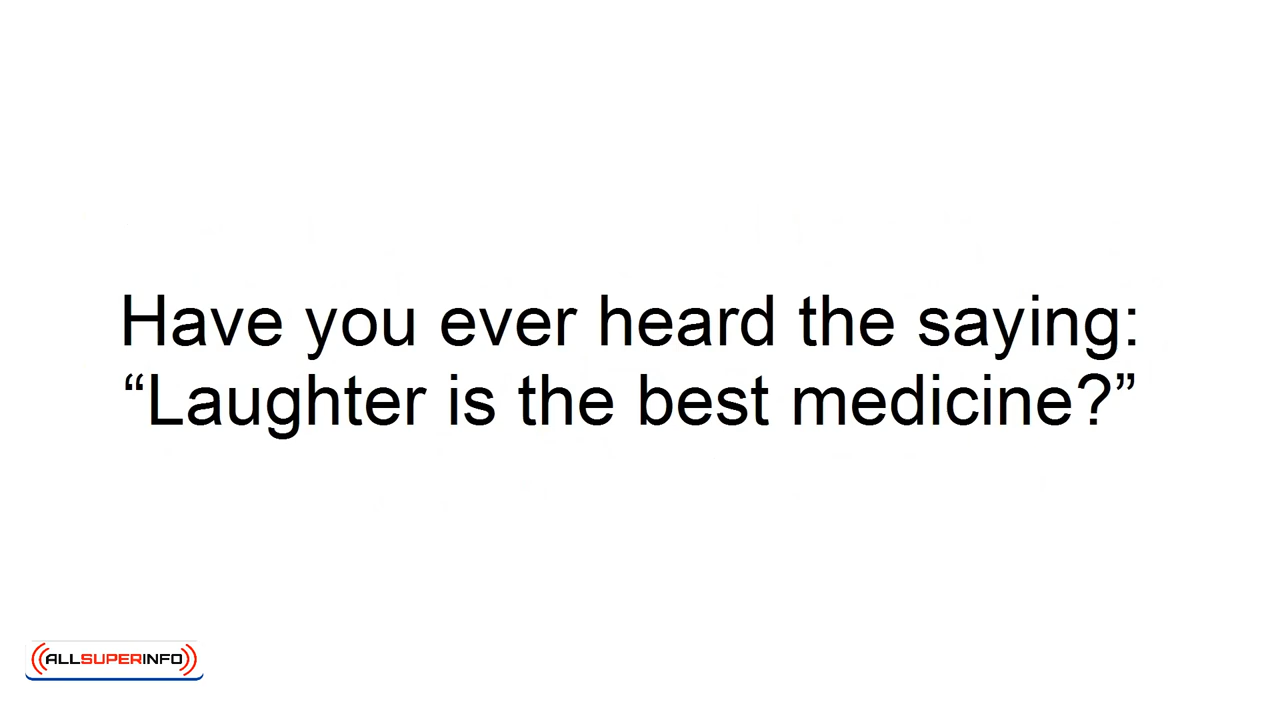 Have you ever heard the saying:
“Laughter is the best medicine?”
ALLSUPERINFO